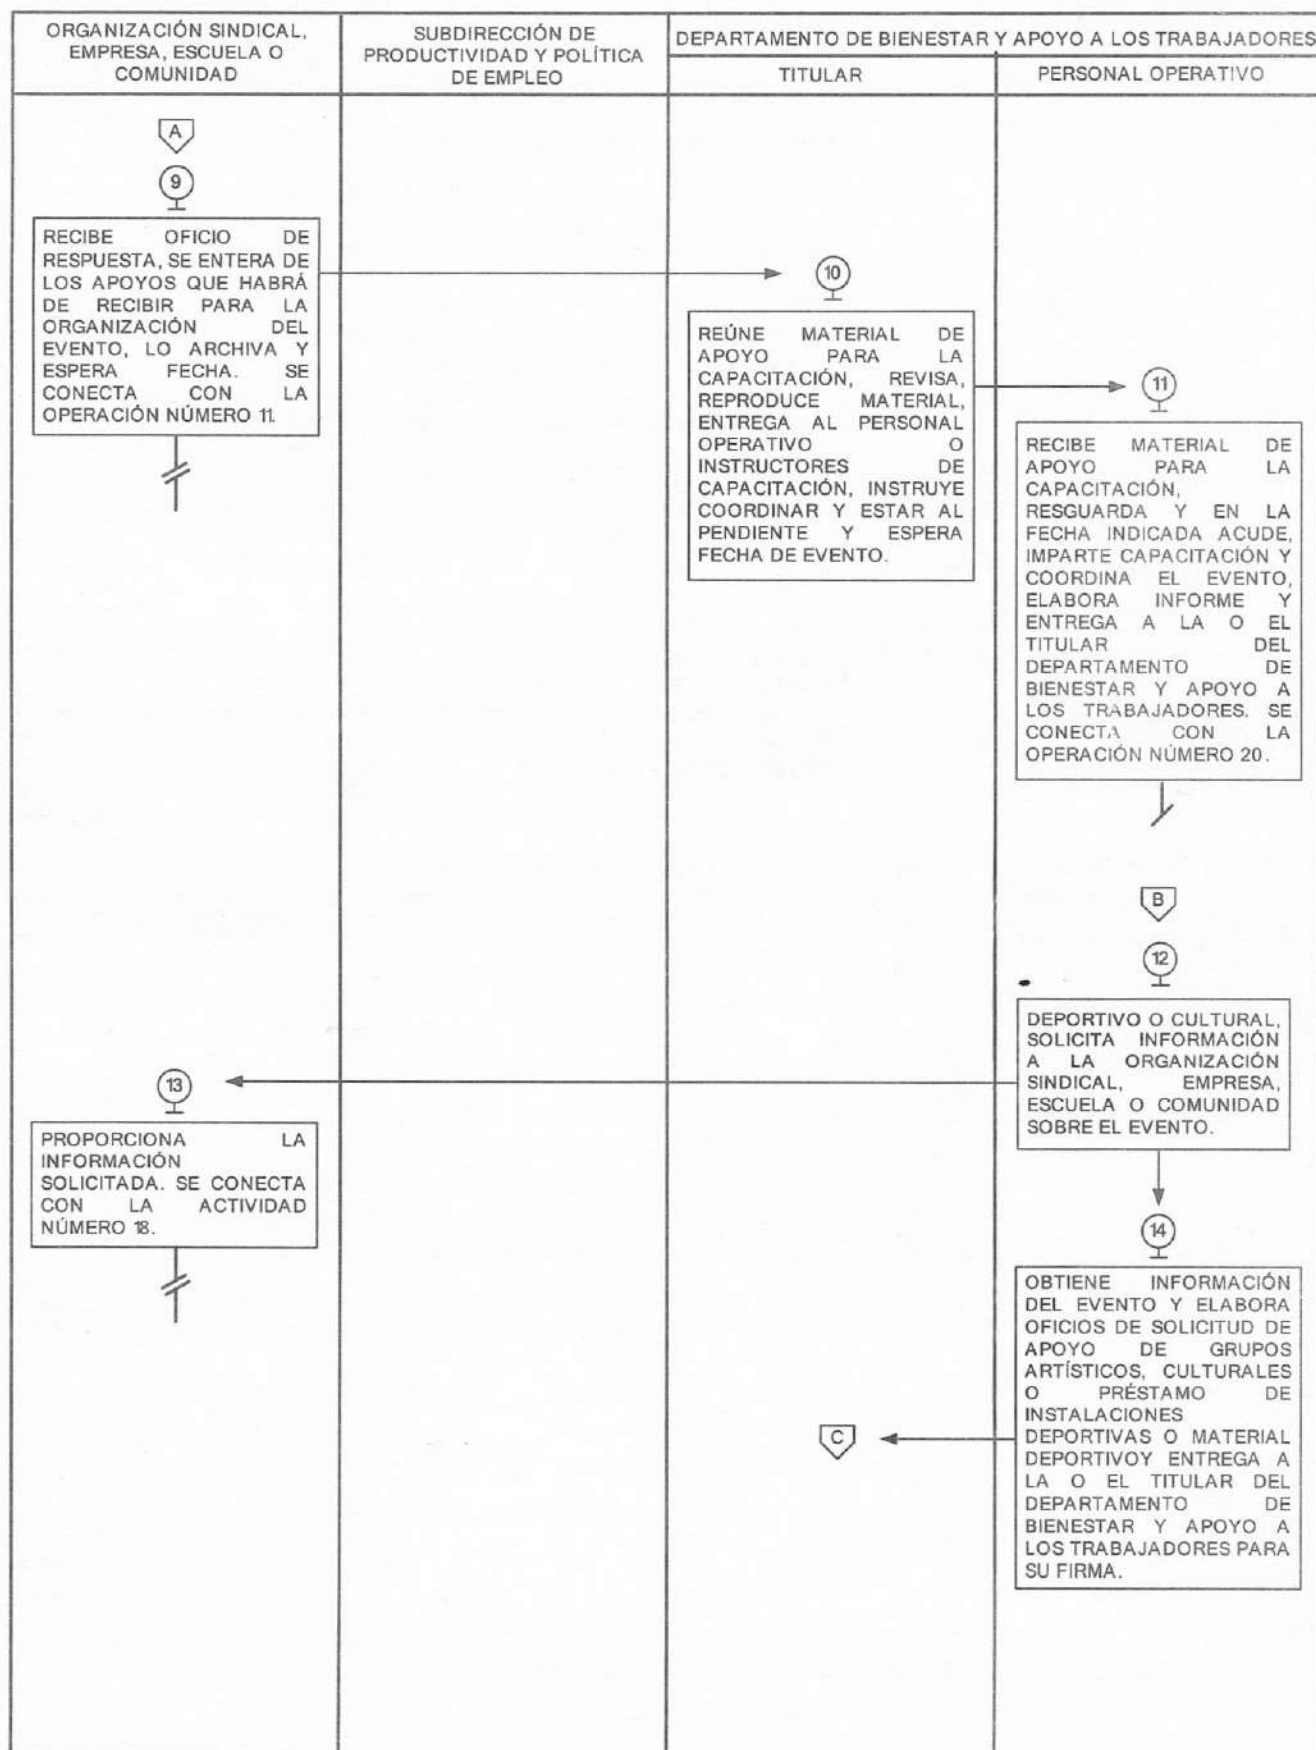 ORGANIZACIÓN SINDICAL,
EMPRESA, ESCUELA O
COMUNIDAD
SUBDIRECCIÓN DE
PRODUCTIVIDAD Y POLÍTICA
DE EMPLEO
DEPARTAMENTO DE BIENESTAR Y APOYO A LOS TRABAJADORES
TITULAR
PERSONAL OPERATIVO
A
9
RECIBE OFICIO DE
RESPUESTA, SE ENTERA DE
LOS APOYOS QUE HABRÁ
DE RECIBIR PARA LA
ORGANIZACIÓN DEL
EVENTO, LO ARCHIVA Y
ESPERA FECHA. SE
CONECTA CON LA
OPERACIÓN NÚMERO 11.
10
REÚNE MATERIAL DE
APOYO PARA LA
CAPACITACIÓN, REVISA,
REPRODUCE MATERIAL,
ENTREGA AL PERSONAL
OPERATIVO O
INSTRUCTORES DE
CAPACITACIÓN, INSTRUYE
COORDINAR Y ESTAR AL
PENDIENTE Y ESPERA
FECHA DE EVENTO.
11
RECIBE MATERIAL DE
APOYO PARA LA
CAPACITACIÓN,
RESGUARDA Y EN LA
FECHA INDICADA ACUDE,
IMPARTE CAPACITACIÓN Y
COORDINA EL EVENTO,
ELABORA INFORME Y
ENTREGA A LA O EL
TITULAR DEL
DEPARTAMENTO DE
BIENESTAR Y APOYO A
LOS TRABAJADORES. SE
CONECTA CON LA
OPERACIÓN NÚMERO 20.
B
12
DEPORTIVO O CULTURAL,
SOLICITA INFORMACIÓN
A LA ORGANIZACIÓN
SINDICAL, EMPRESA,
ESCUELA O COMUNIDAD
SOBRE EL EVENTO.
13
PROPORCIONA LA
INFORMACIÓN
SOLICITADA. SE CONECTA
CON LA ACTIVIDAD
NÚMERO 18.
14
OBTIENE INFORMACIÓN
DEL EVENTO Y ELABORA
OFICIOS DE SOLICITUD DE
APOYO DE GRUPOS
ARTÍSTICOS, CULTURALES
O PRÉSTAMO DE
INSTALACIONES
DEPORTIVAS O MATERIAL
DEPORTIVOY ENTREGA A
LA O EL TITULAR DEL
DEPARTAMENTO DE
BIENESTAR Y APOYO A
LOS TRABAJADORES PARA
SU FIRMA.
C